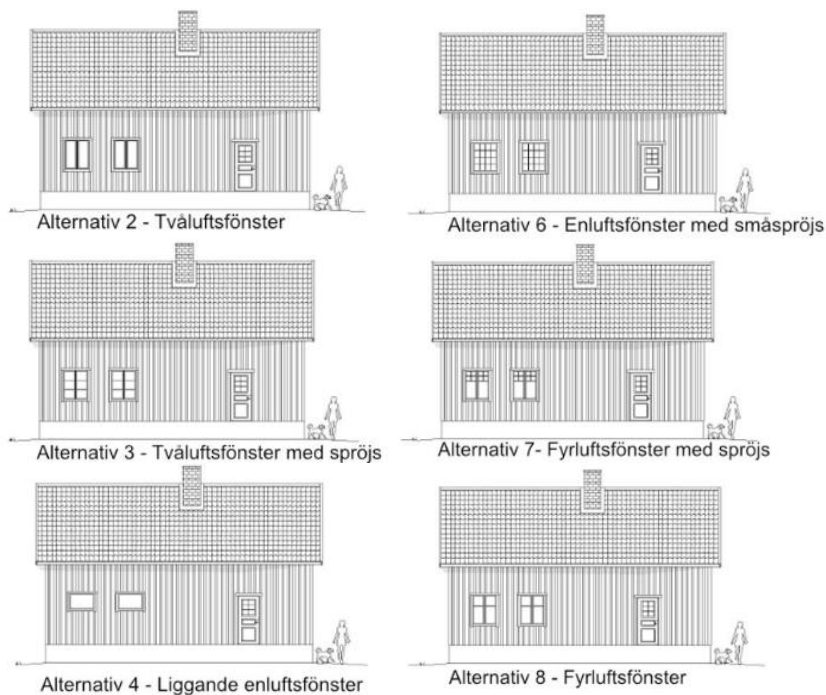 Alternativ 2 - Tvåluftsfönster
Alternativ 6 - Enluftsfönster med småspröjs
Alternativ 3 - Tvåluftsfönster med spröjs
Alternativ 7- Fyrluftsfönster med spröjs
Alternativ 4 - Liggande enluftsfönster
Alternativ 8 - Fyrluftsfönster